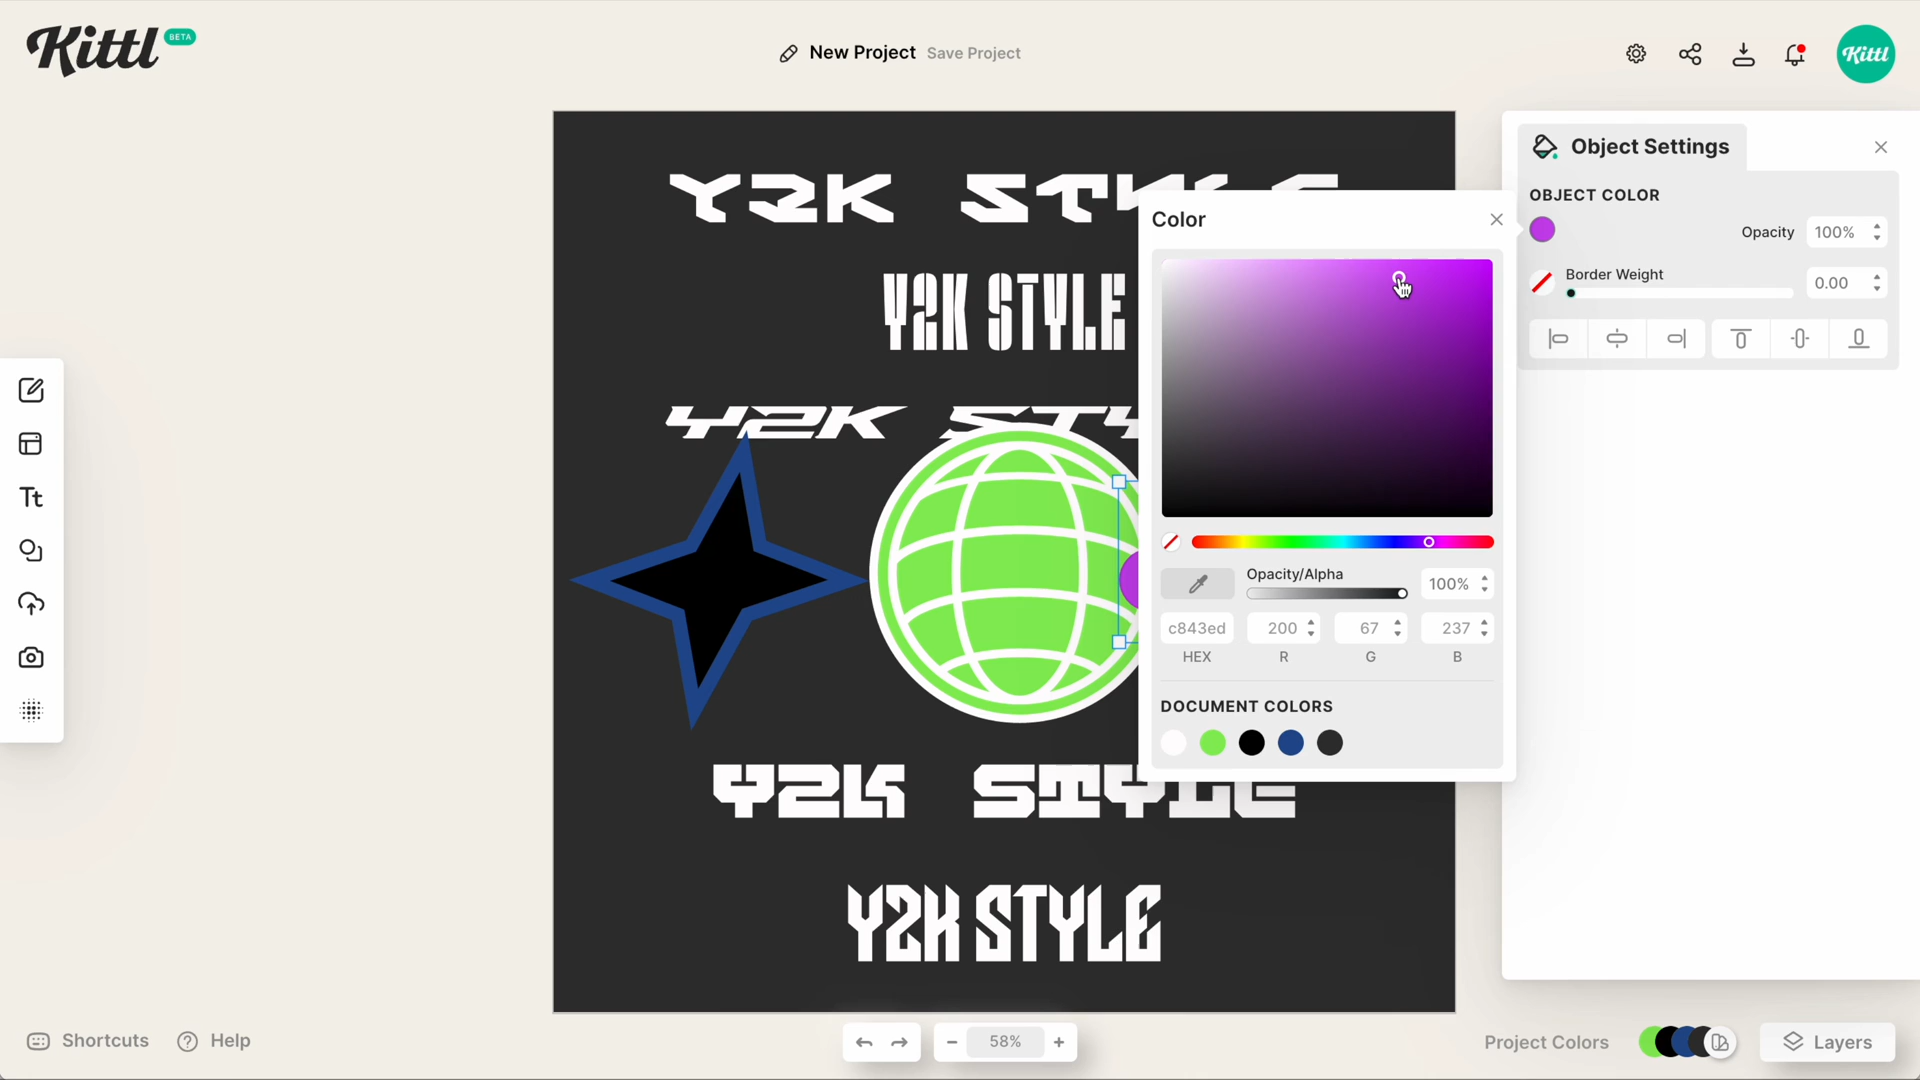 Kittl BETA
New Project Save Project
Kittl
Y2K STYLE
Y2K STYLE
Y2K STY
Y2K STYLE
Y2K STYLE
Color
c843ed 200 67 237
HEX R G B
Opacity/Alpha
100%
DOCUMENT COLORS
Object Settings
OBJECT COLOR
Opacity 100%
Border Weight
0.00
Tt
Shortcuts Help
58%
Project Colors Layers